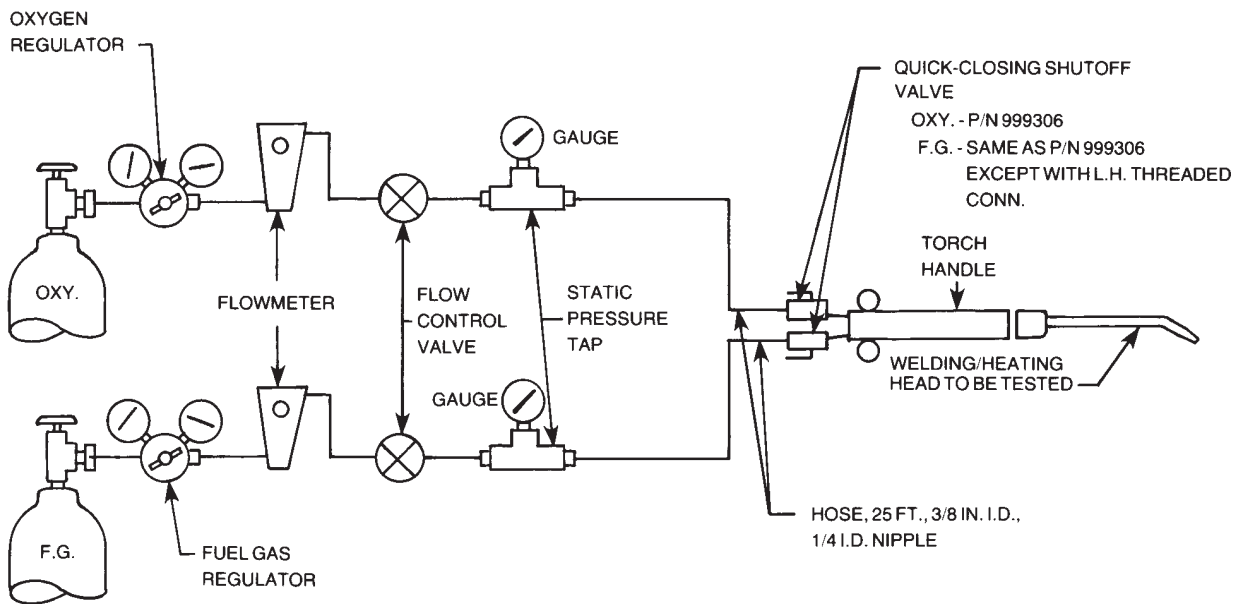 OXYGEN
REGULATOR
OXY.
FLOWMETER
FLOW
CONTROL
VALVE
GAUGE
STATIC
PRESSURE
TAP
QUICK-CLOSING SHUTOFF
VALVE
OXY. - P/N 999306
F.G. - SAME AS P/N 999306
EXCEPT WITH L.H. THREADED
CONN.
TORCH
HANDLE
WELDING/HEATING
HEAD TO BE TESTED
GAUGE
HOSE, 25 FT., 3/8 IN. I.D.,
1/4 I.D. NIPPLE
F.G.
FUEL GAS
REGULATOR